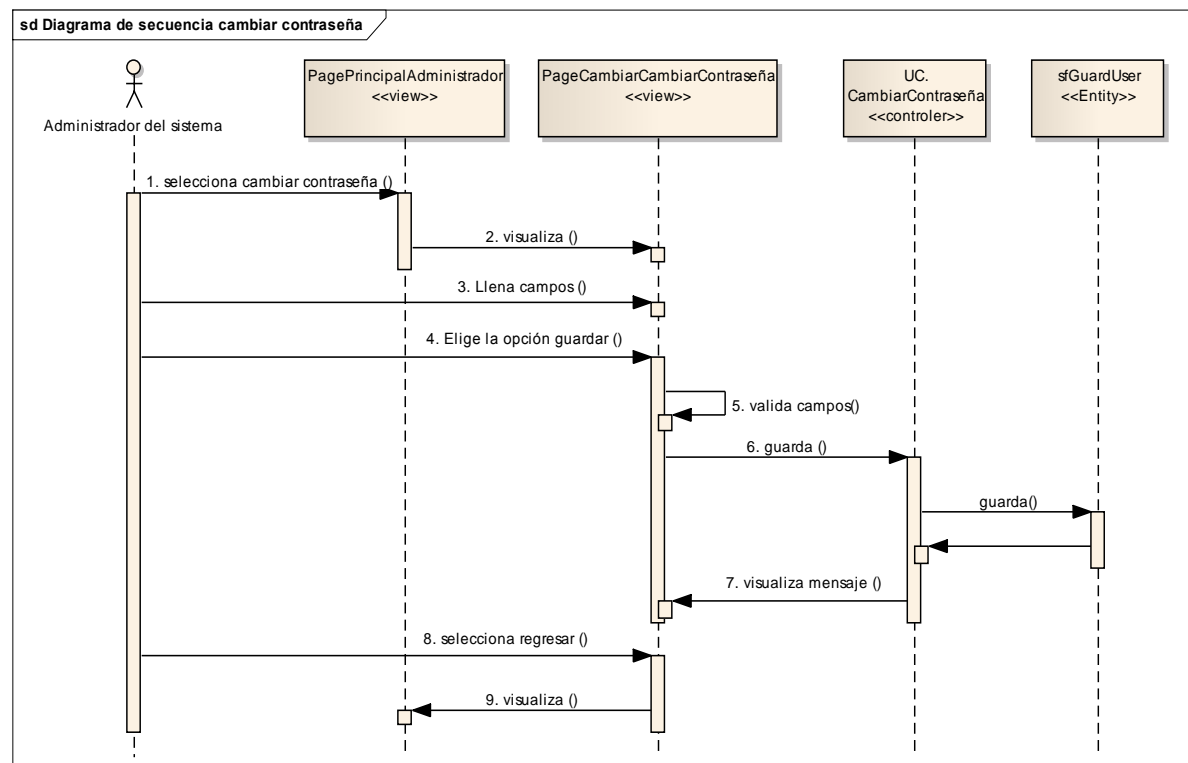 sd Diagrama de secuencia cambiar contraseña
Administrador del sistema
PagePrincipalAdministrador
<<view>>
PageCambiarCambiarContraseña
<<view>>
UC.
CambiarContraseña
<<controler>>
sfGuardUser
<<Entity>>
1. selecciona cambiar contraseña ()
2. visualiza ()
3. Llena campos ()
4. Elige la opción guardar ()
5. valida campos()
6. guarda ()
guarda()
7. visualiza mensaje ()
8. selecciona regresar ()
9. visualiza ()